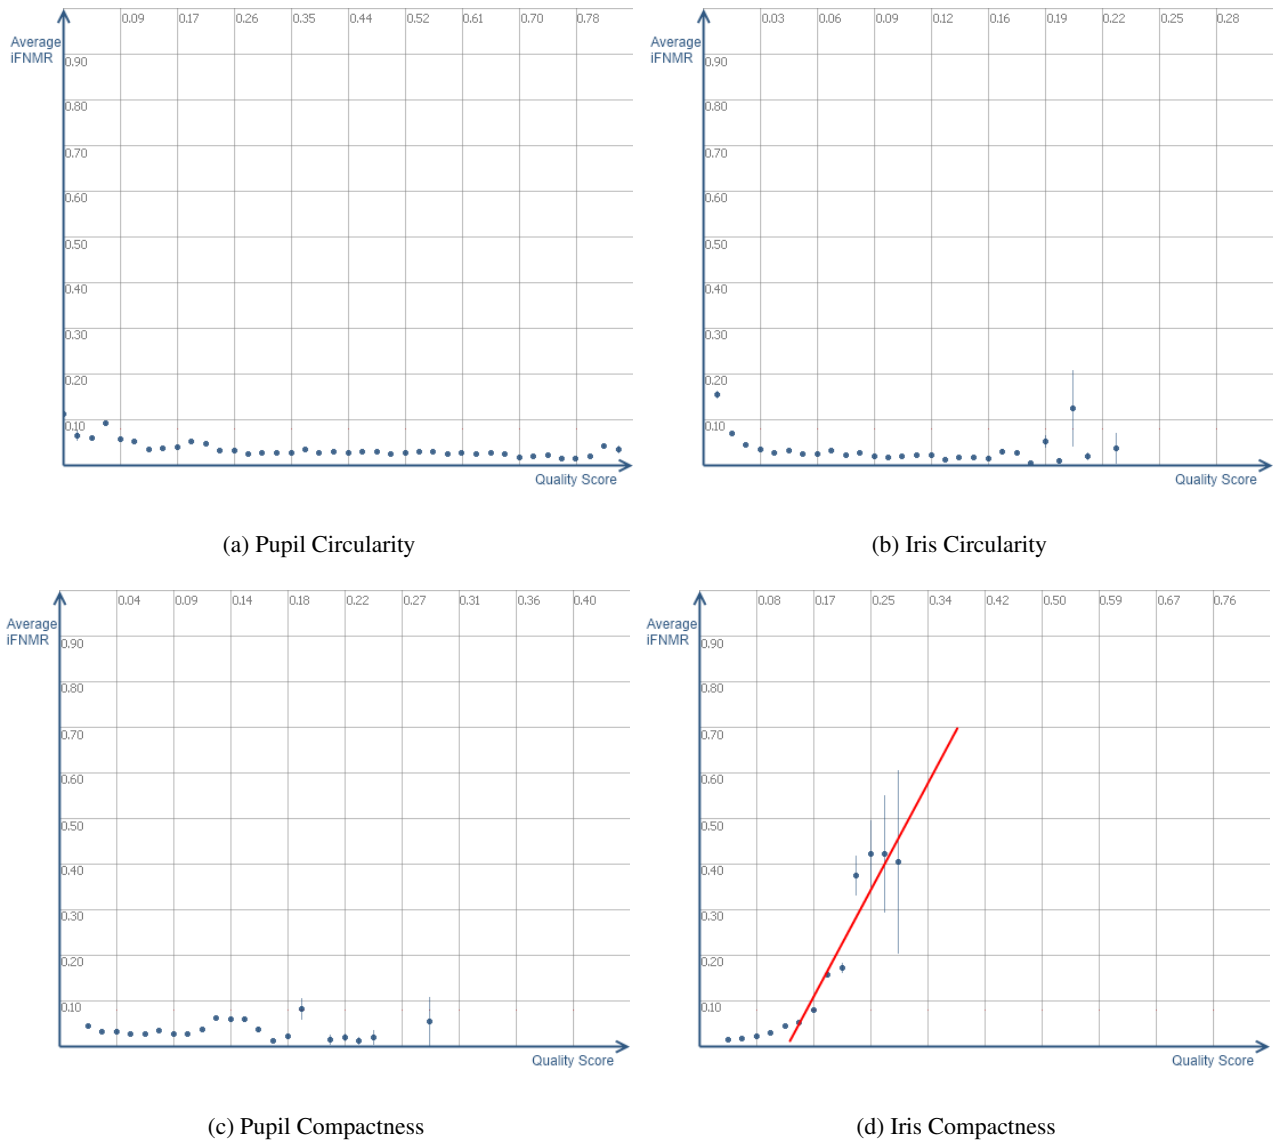 0.09 0.17 0.26 0.35 0.44 0.52 0.61 0.70 0.78
Average
iFNMR
0.90
0.80
0.70
0.60
0.50
0.40
0.30
0.20
0.10
Quality Score
(a) Pupil Circularity
0.03 0.06 0.09 0.12 0.16 0.19 0.22 0.25 0.28
Average
iFNMR
0.90
0.80
0.70
0.60
0.50
0.40
0.30
0.20
0.10
Quality Score
(b) Iris Circularity
0.04 0.09 0.14 0.18 0.22 0.27 0.31 0.36 0.40
Average
iFNMR
0.90
0.80
0.70
0.60
0.50
0.40
0.30
0.20
0.10
Quality Score
(c) Pupil Compactness
0.08 0.17 0.25 0.34 0.42 0.50 0.59 0.67 0.76
Average
iFNMR
0.90
0.80
0.70
0.60
0.50
0.40
0.30
0.20
0.10
Quality Score
(d) Iris Compactness